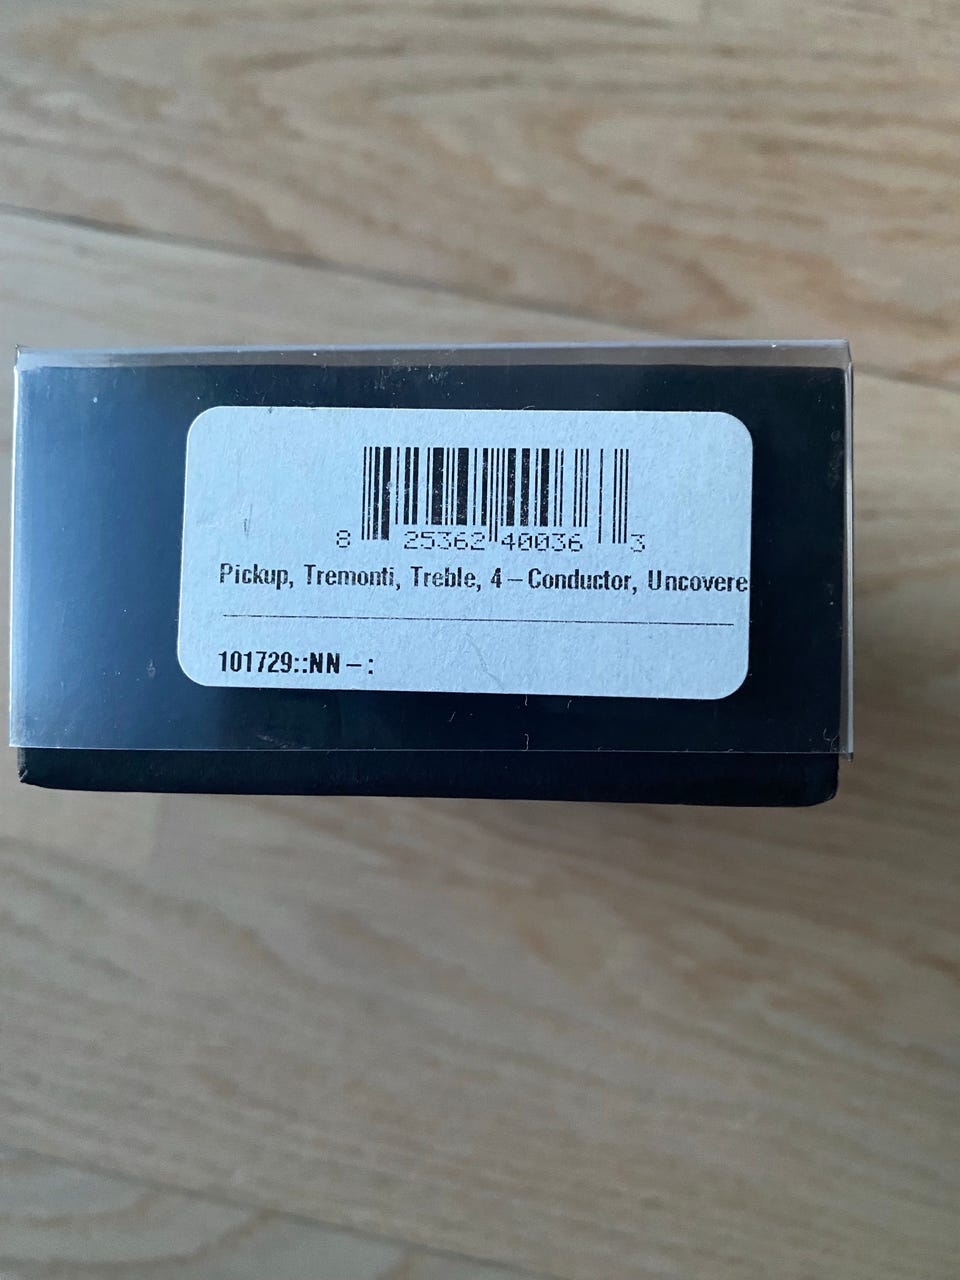 8 25362 40036 3
Pickup, Tremonti, Treble, 4-Conductor, Uncovere
101729::NN-: